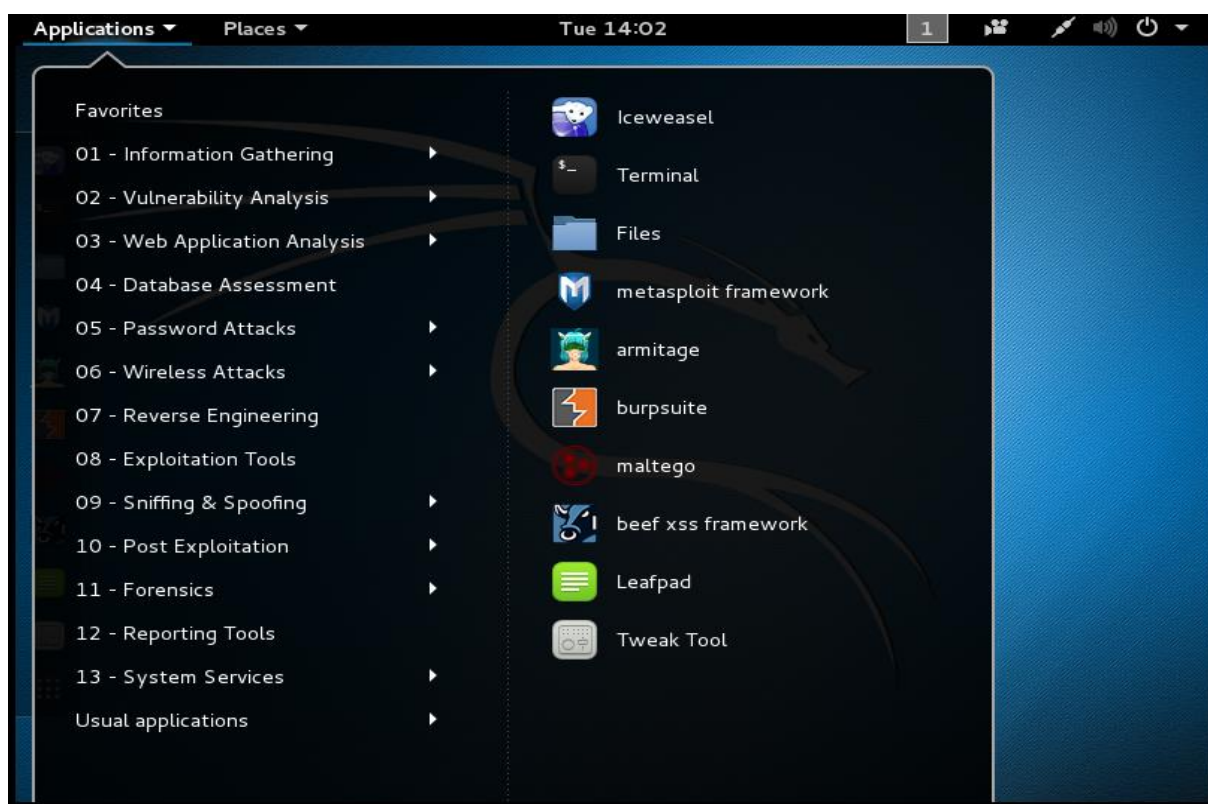 Applications Places Tue 14:02 1
Favorites
01 - Information Gathering
02 - Vulnerability Analysis
03 - Web Application Analysis
04 - Database Assessment
05 - Password Attacks
06 - Wireless Attacks
07 - Reverse Engineering
08 - Exploitation Tools
09 - Sniffing & Spoofing
10 - Post Exploitation
11 - Forensics
12 - Reporting Tools
13 - System Services
Usual applications
Iceweasel
$_
Terminal
Files
metasploit framework
armitage
burpsuite
maltego
beef xss framework
Leafpad
Tweak Tool